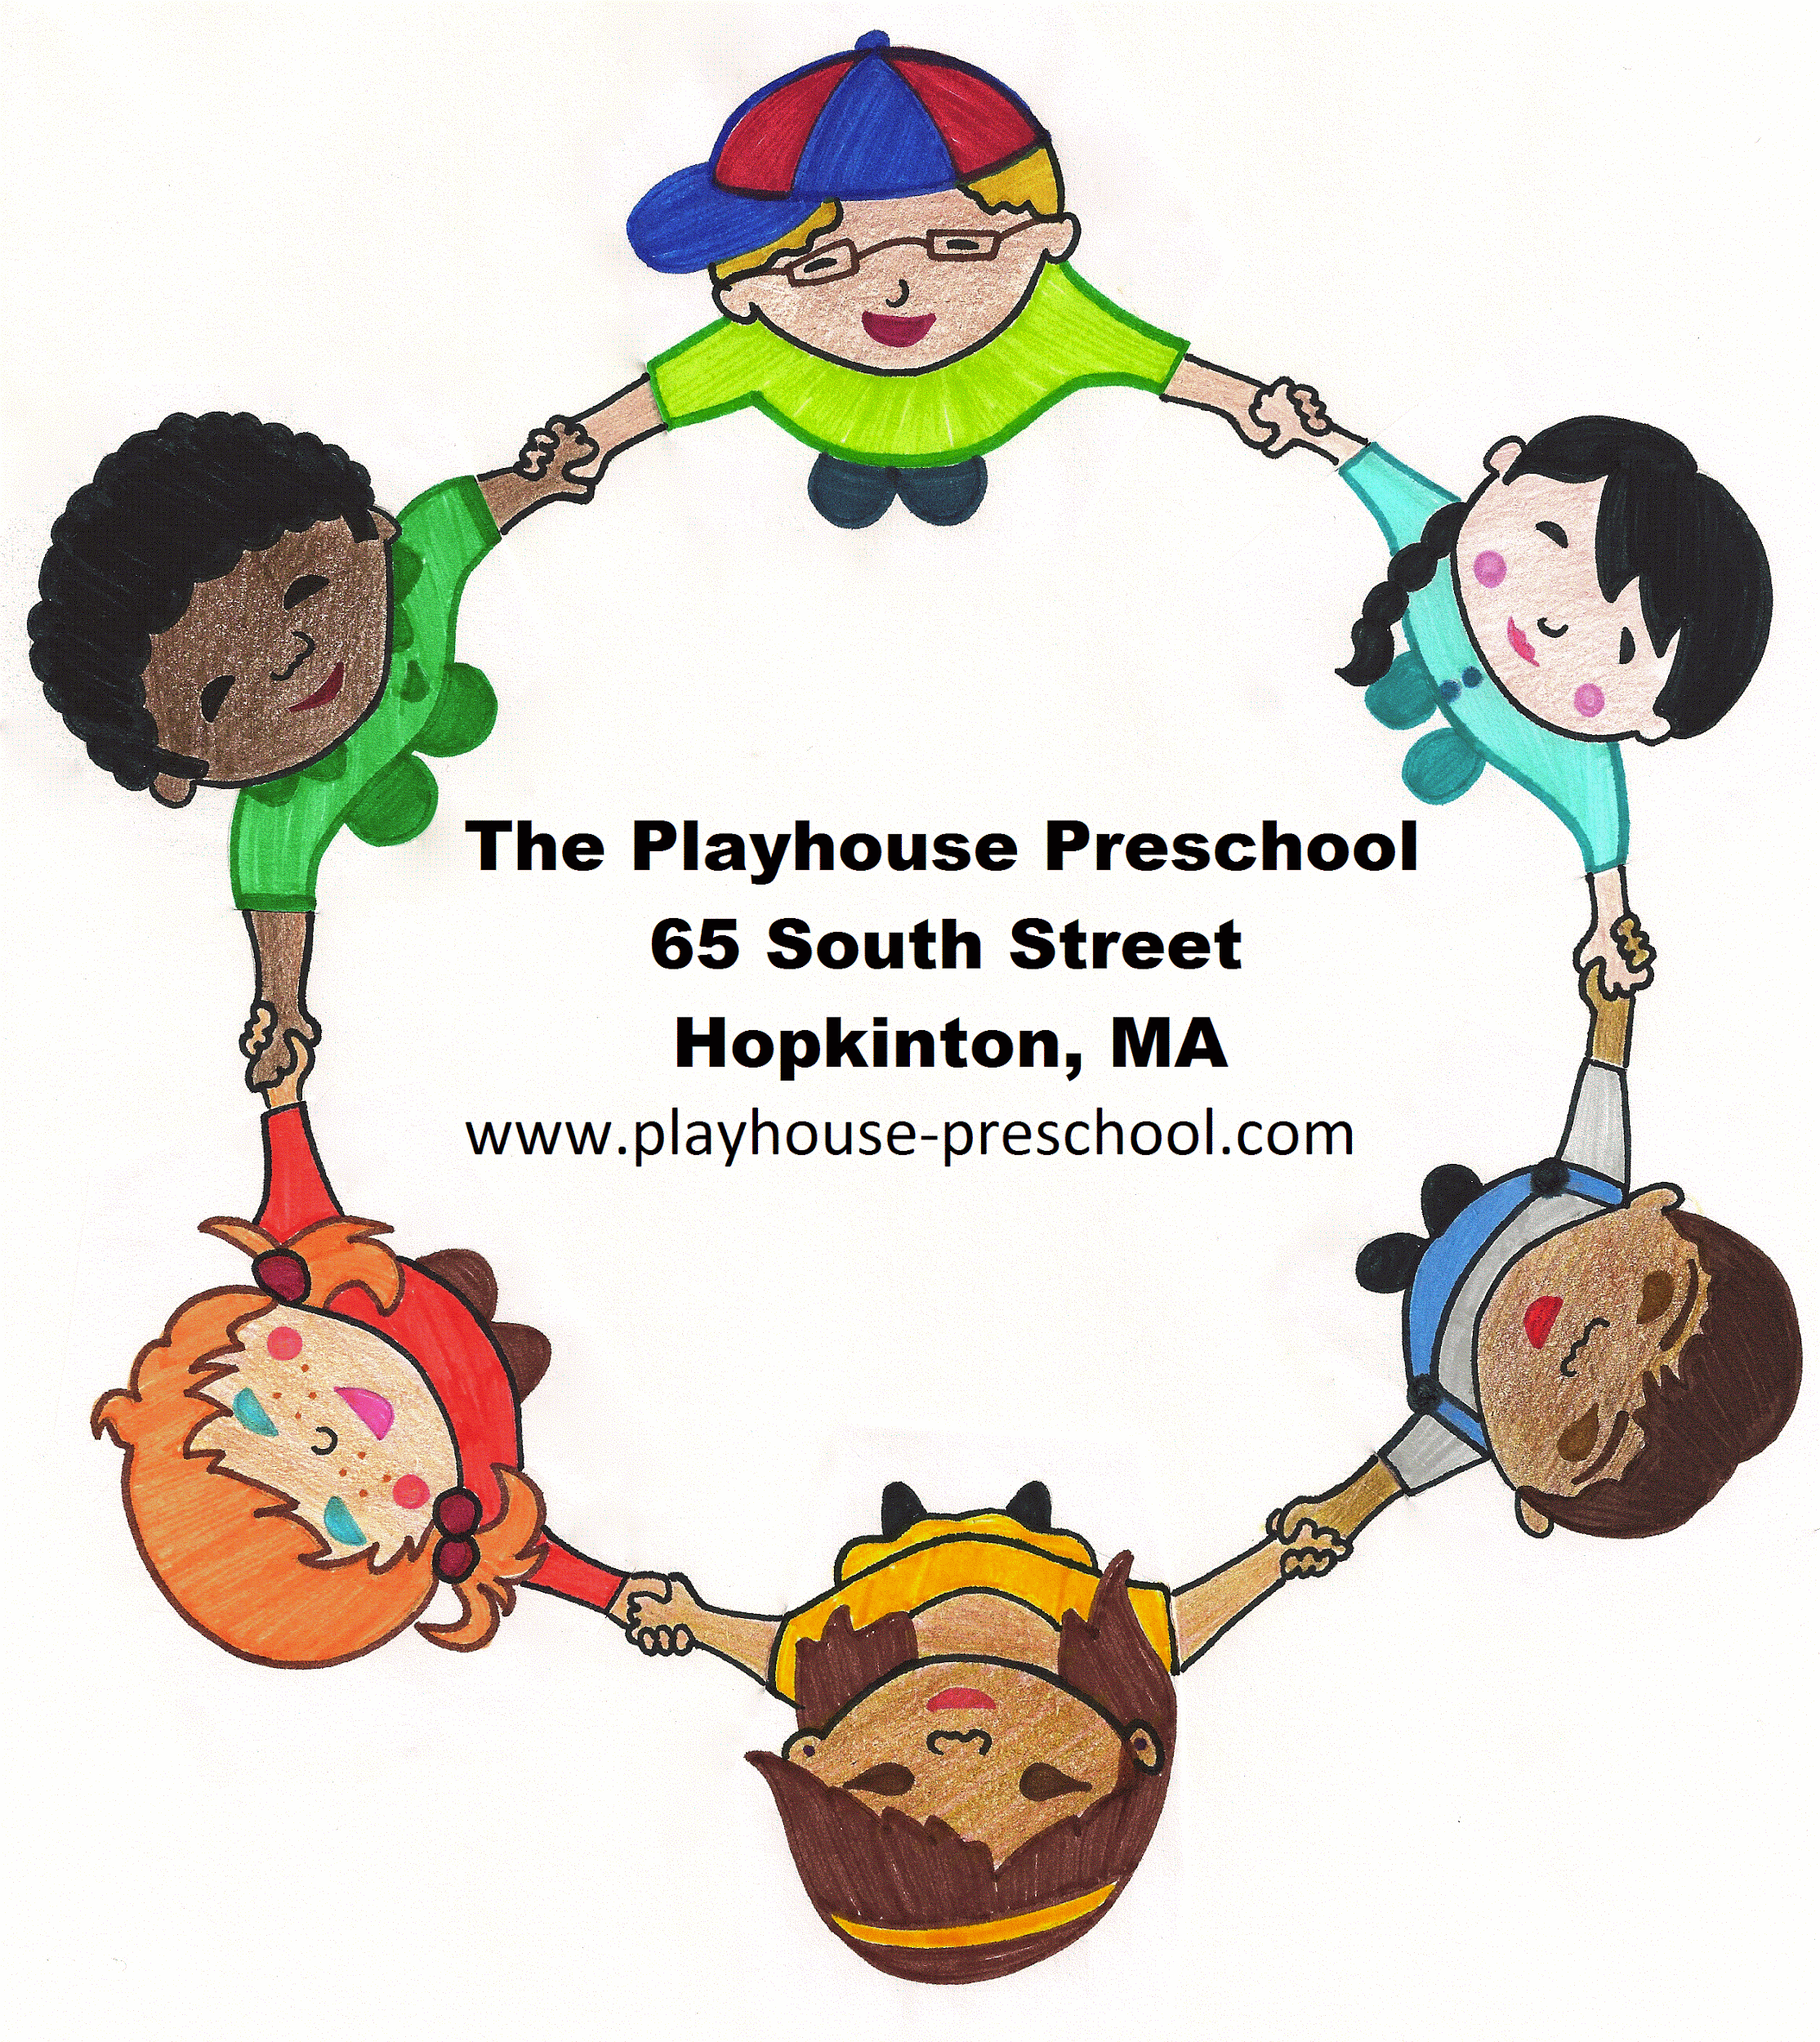 The Playhouse Preschool
65 South Street
Hopkinton, MA
www.playhouse-preschool.com